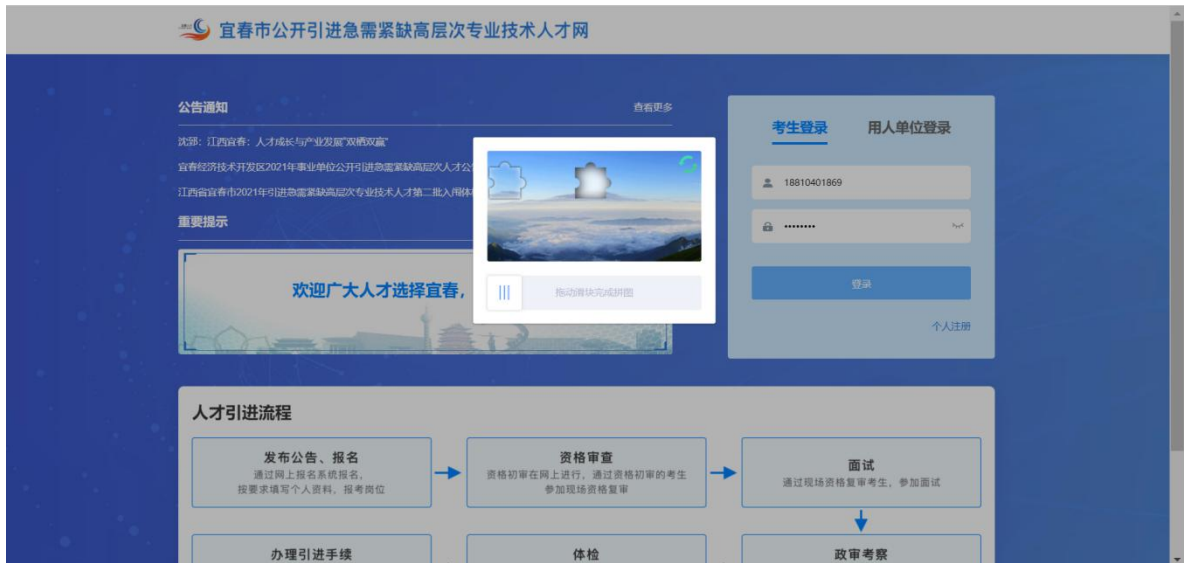 宜春市公开引进急需紧缺高层次专业技术人才网
公告通知
查看更多
沈郢：江西宜春：人才成长与产业发展"双栖双赢"
宜春经济技术开发区2021年事业单位公开引进急需紧缺高层次人才公
江西省宜春市2021年引进急需紧缺高层次专业技术人才第二批入闱体
重要提示
欢迎广大人才选择宜春，
拖动滑块完成拼图
考生登录
用人单位登录
18810401869
登录
个人注册
人才引进流程
发布公告、报名
通过网上报名系统报名，
按要求填写个人资料，报考岗位
资格审查
资格初审在网上进行，通过资格初审的考生
参加现场资格复审
面试
通过现场资格复审考生，参加面试
办理引进手续
体检
政审考察